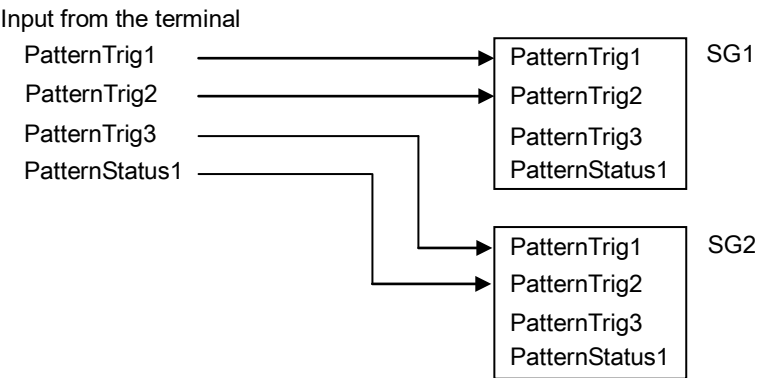 Input from the terminal
PatternTrig1
PatternTrig2
PatternTrig3
PatternStatus1
PatternTrig1
PatternTrig2
PatternTrig3
PatternStatus1
SG1
PatternTrig1
PatternTrig2
PatternTrig3
PatternStatus1
SG2